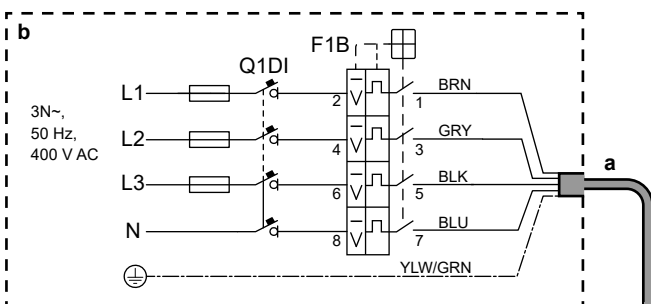 b
F1B
Q1DI
3N~,
50 Hz,
400 V AC
L1
2
1
BRN
L2
4
3
GRY
L3
6
5
BLK
N
8
7
BLU
YLW/GRN
a